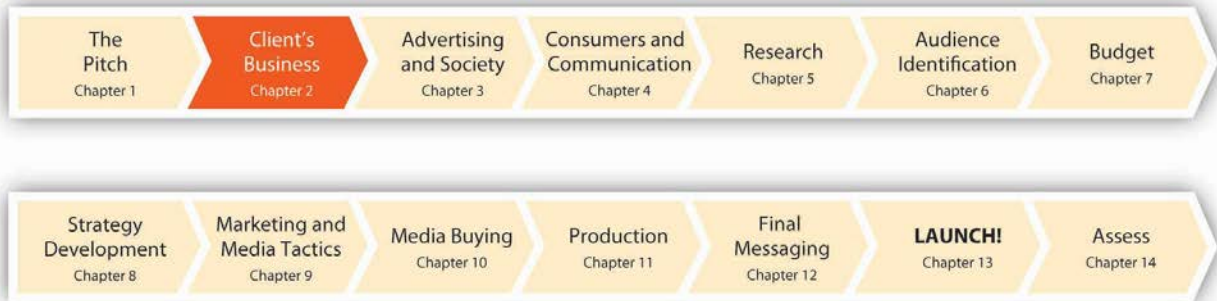 The
Pitch
Chapter 1
Client's
Business
Chapter 2
Advertising
and Society
Chapter 3
Consumers and
Communication
Chapter 4
Research
Chapter 5
Audience
Identification
Chapter 6
Budget
Chapter 7
Strategy
Development
Chapter 8
Marketing and
Media Tactics
Chapter 9
Media Buying
Chapter 10
Production
Chapter 11
Final
Messaging
Chapter 12
LAUNCH!
Chapter 13
Assess
Chapter 14